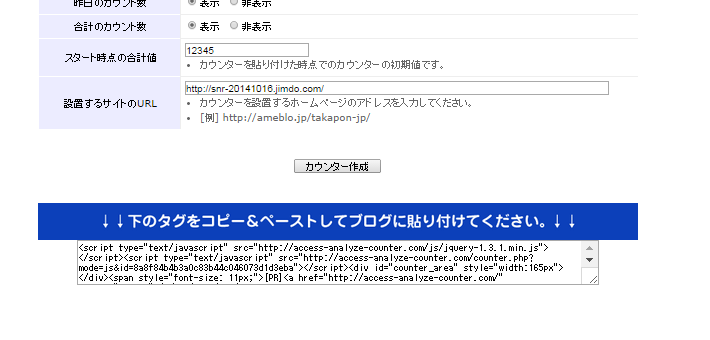 昨日のカウント数 表示 非表示
合計のカウント数 表示 非表示
スタート時点の合計値 12345
• カウンターを貼り付けた時点でのカウンターの初期値です。
設置するサイトのURL http://snr-20141016.jimdo.com/
• カウンターを設置するホームページのアドレスを入力してください。
• [例] http://ameblo.jp/takapon-jp/
カウンター作成
↓↓下のタグをコピー＆ペーストしてブログに貼り付けてください。↓↓
<script type="text/javascript" src="http://access-analyze-counter.com/js/jquery-1.3.1.min.js">
</script><script type="text/javascript" src="http://access-analyze-counter.com/counter.php?
mode=js&id=8a8f84b4b3a0c83b44c046073d1d3eba"></script><div id="counter_area" style="width:165px">
</div><span style="font-size: 11px;">[PR]<a href="http://access-analyze-counter.com/"